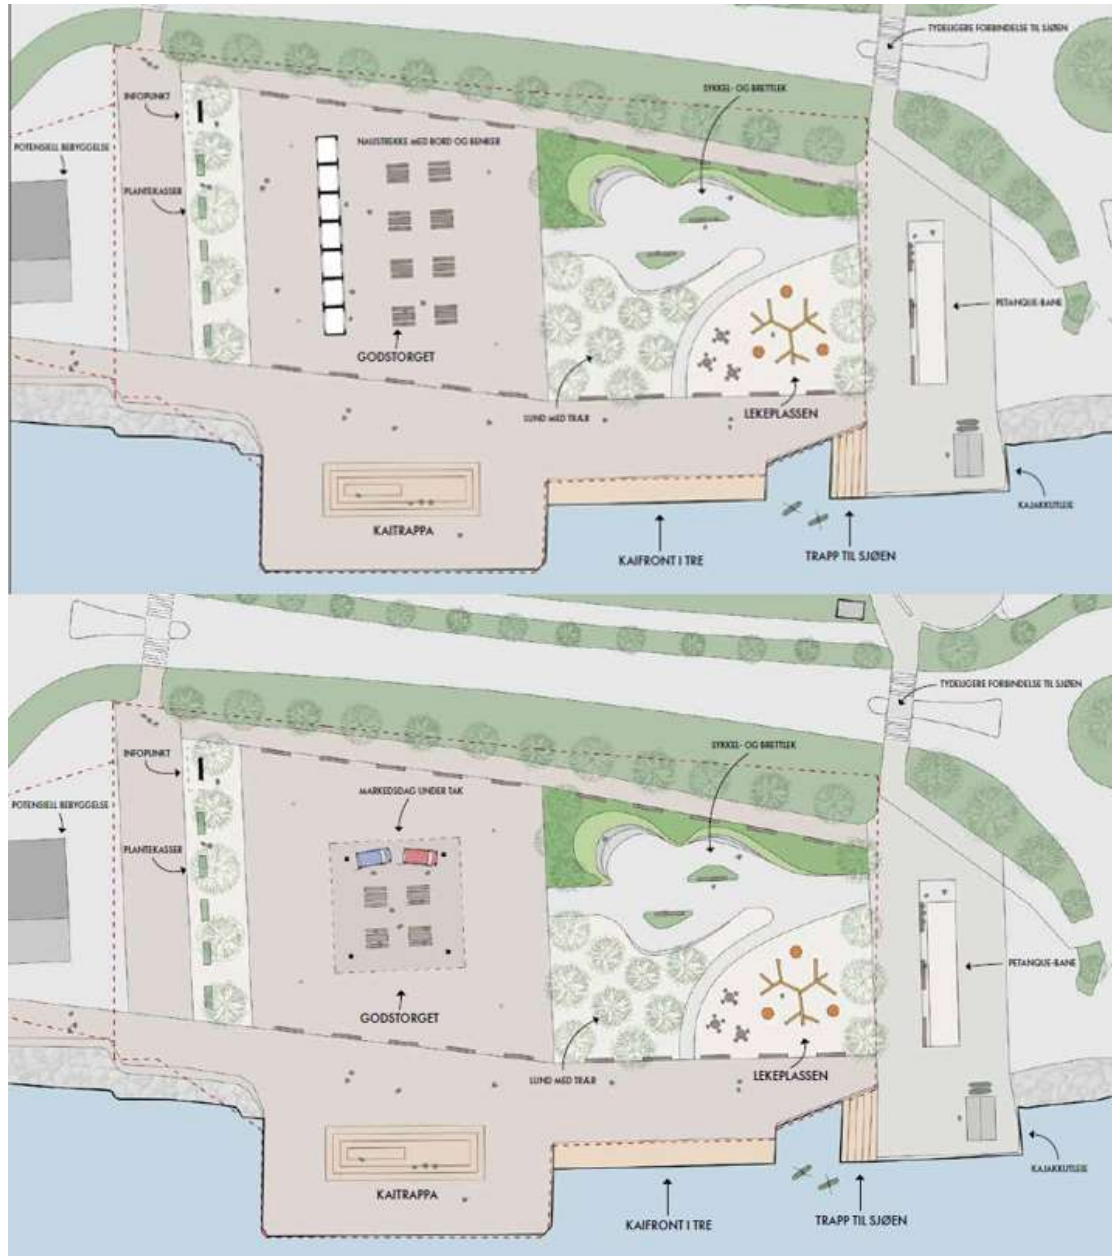 TYDELIGERE FORBINDELSE TIL SJØEN
SYKKEL- OG BRETTLEK
INFOPUNKT
NAUSTREKKE MED BORD OG BENKER
POTENSIELL BEBYGGELSE
PLANTEKASSER
PETANQUE-BANE
GODSTORGET
LUND MED TRÆR
LEKEPLASSEN
KAJAKKUTLEIE
KAITRAPPA
KAIFRONT I TRE
TRAPP TIL SJØEN
TYDELIGERE FORBINDELSE TIL SJØEN
SYKKEL- OG BRETTLEK
INFOPUNKT
MARKEDSDAG UNDER TAK
POTENSIELL BEBYGGELSE
PLANTEKASSER
PETANQUE-BANE
GODSTORGET
LUND MED TRÆR
LEKEPLASSEN
KAJAKKUTLEIE
KAITRAPPA
KAIFRONT I TRE
TRAPP TIL SJØEN